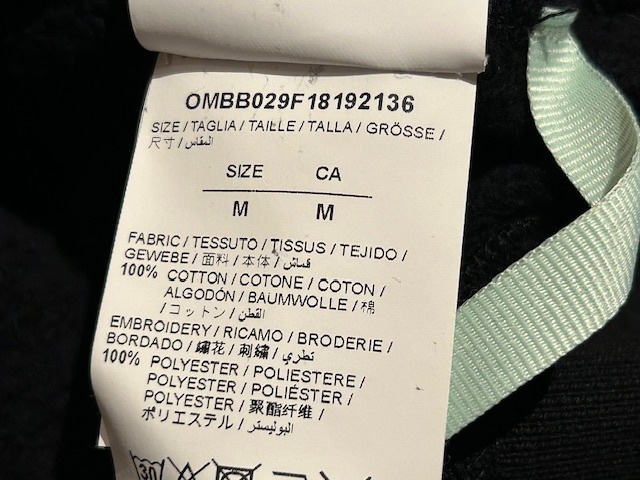 OMBB029F18192136
SIZE / TAGLIA / TAILLE / TALLA / GRÖSSE /
尺寸 / المقاس
SIZE CA
M M
FABRIC / TESSUTO / TISSUS / TEJIDO /
GEWEBE / 面料 / 本体 / قماش
100% COTTON / COTONE / COTON /
ALGODÓN / BAUMWOLLE / 棉
/ コットン / القطن
EMBROIDERY / RICAMO / BRODERIE /
BORDADO / 繡花 / 刺繍 / تطريز
100% POLYESTER / POLIESTERE /
POLYESTER / POLIÉSTER /
POLYESTER / 聚酯纤维 /
ポリエステル / البوليستر
30